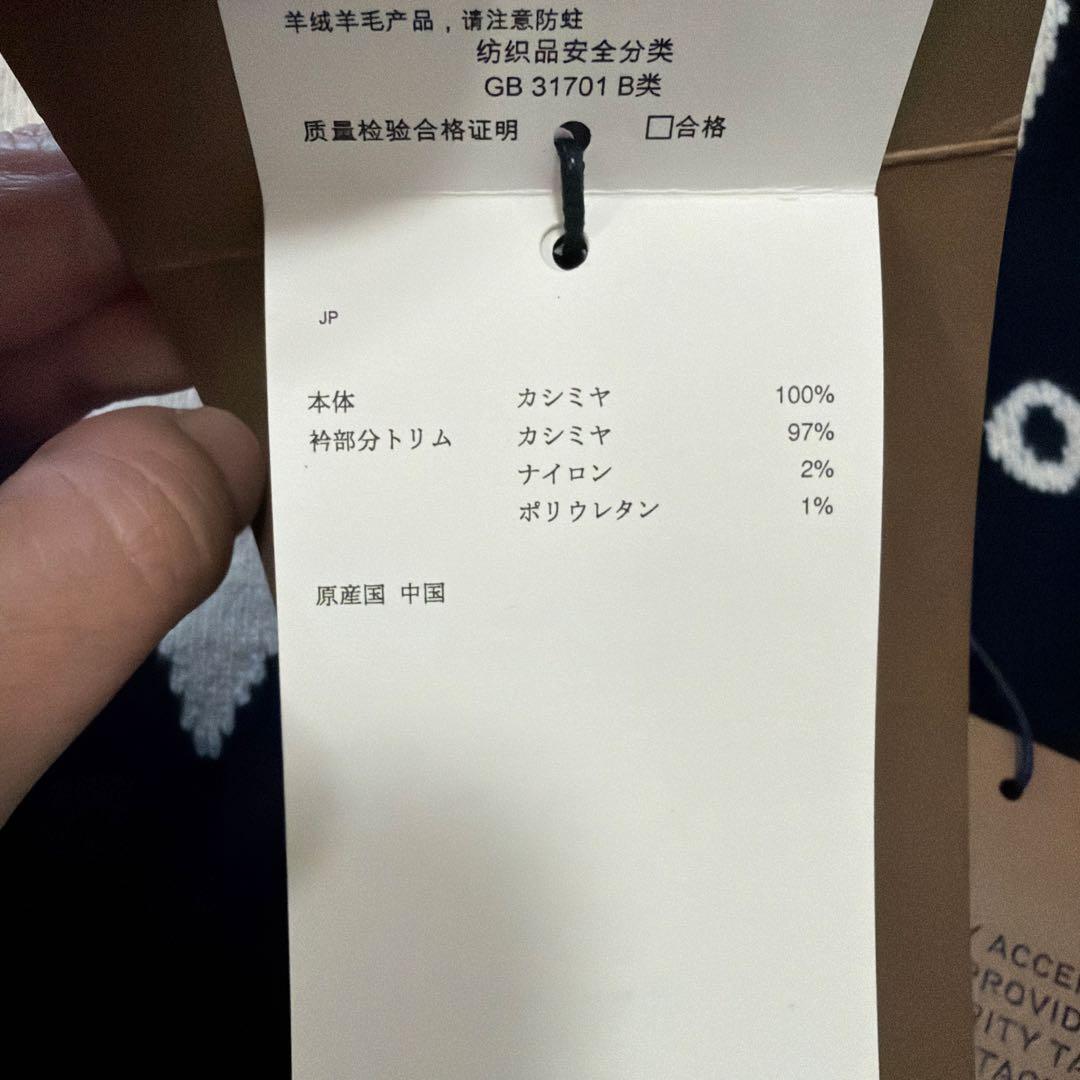 羊绒羊毛产品，请注意防蛀
纺织品安全分类
GB 31701 B类
质量检验合格证明 □合格
JP
本体 カシミヤ 100%
衿部分トリム カシミヤ 97%
ナイロン 2%
ポリウレタン 1%
原産国 中国